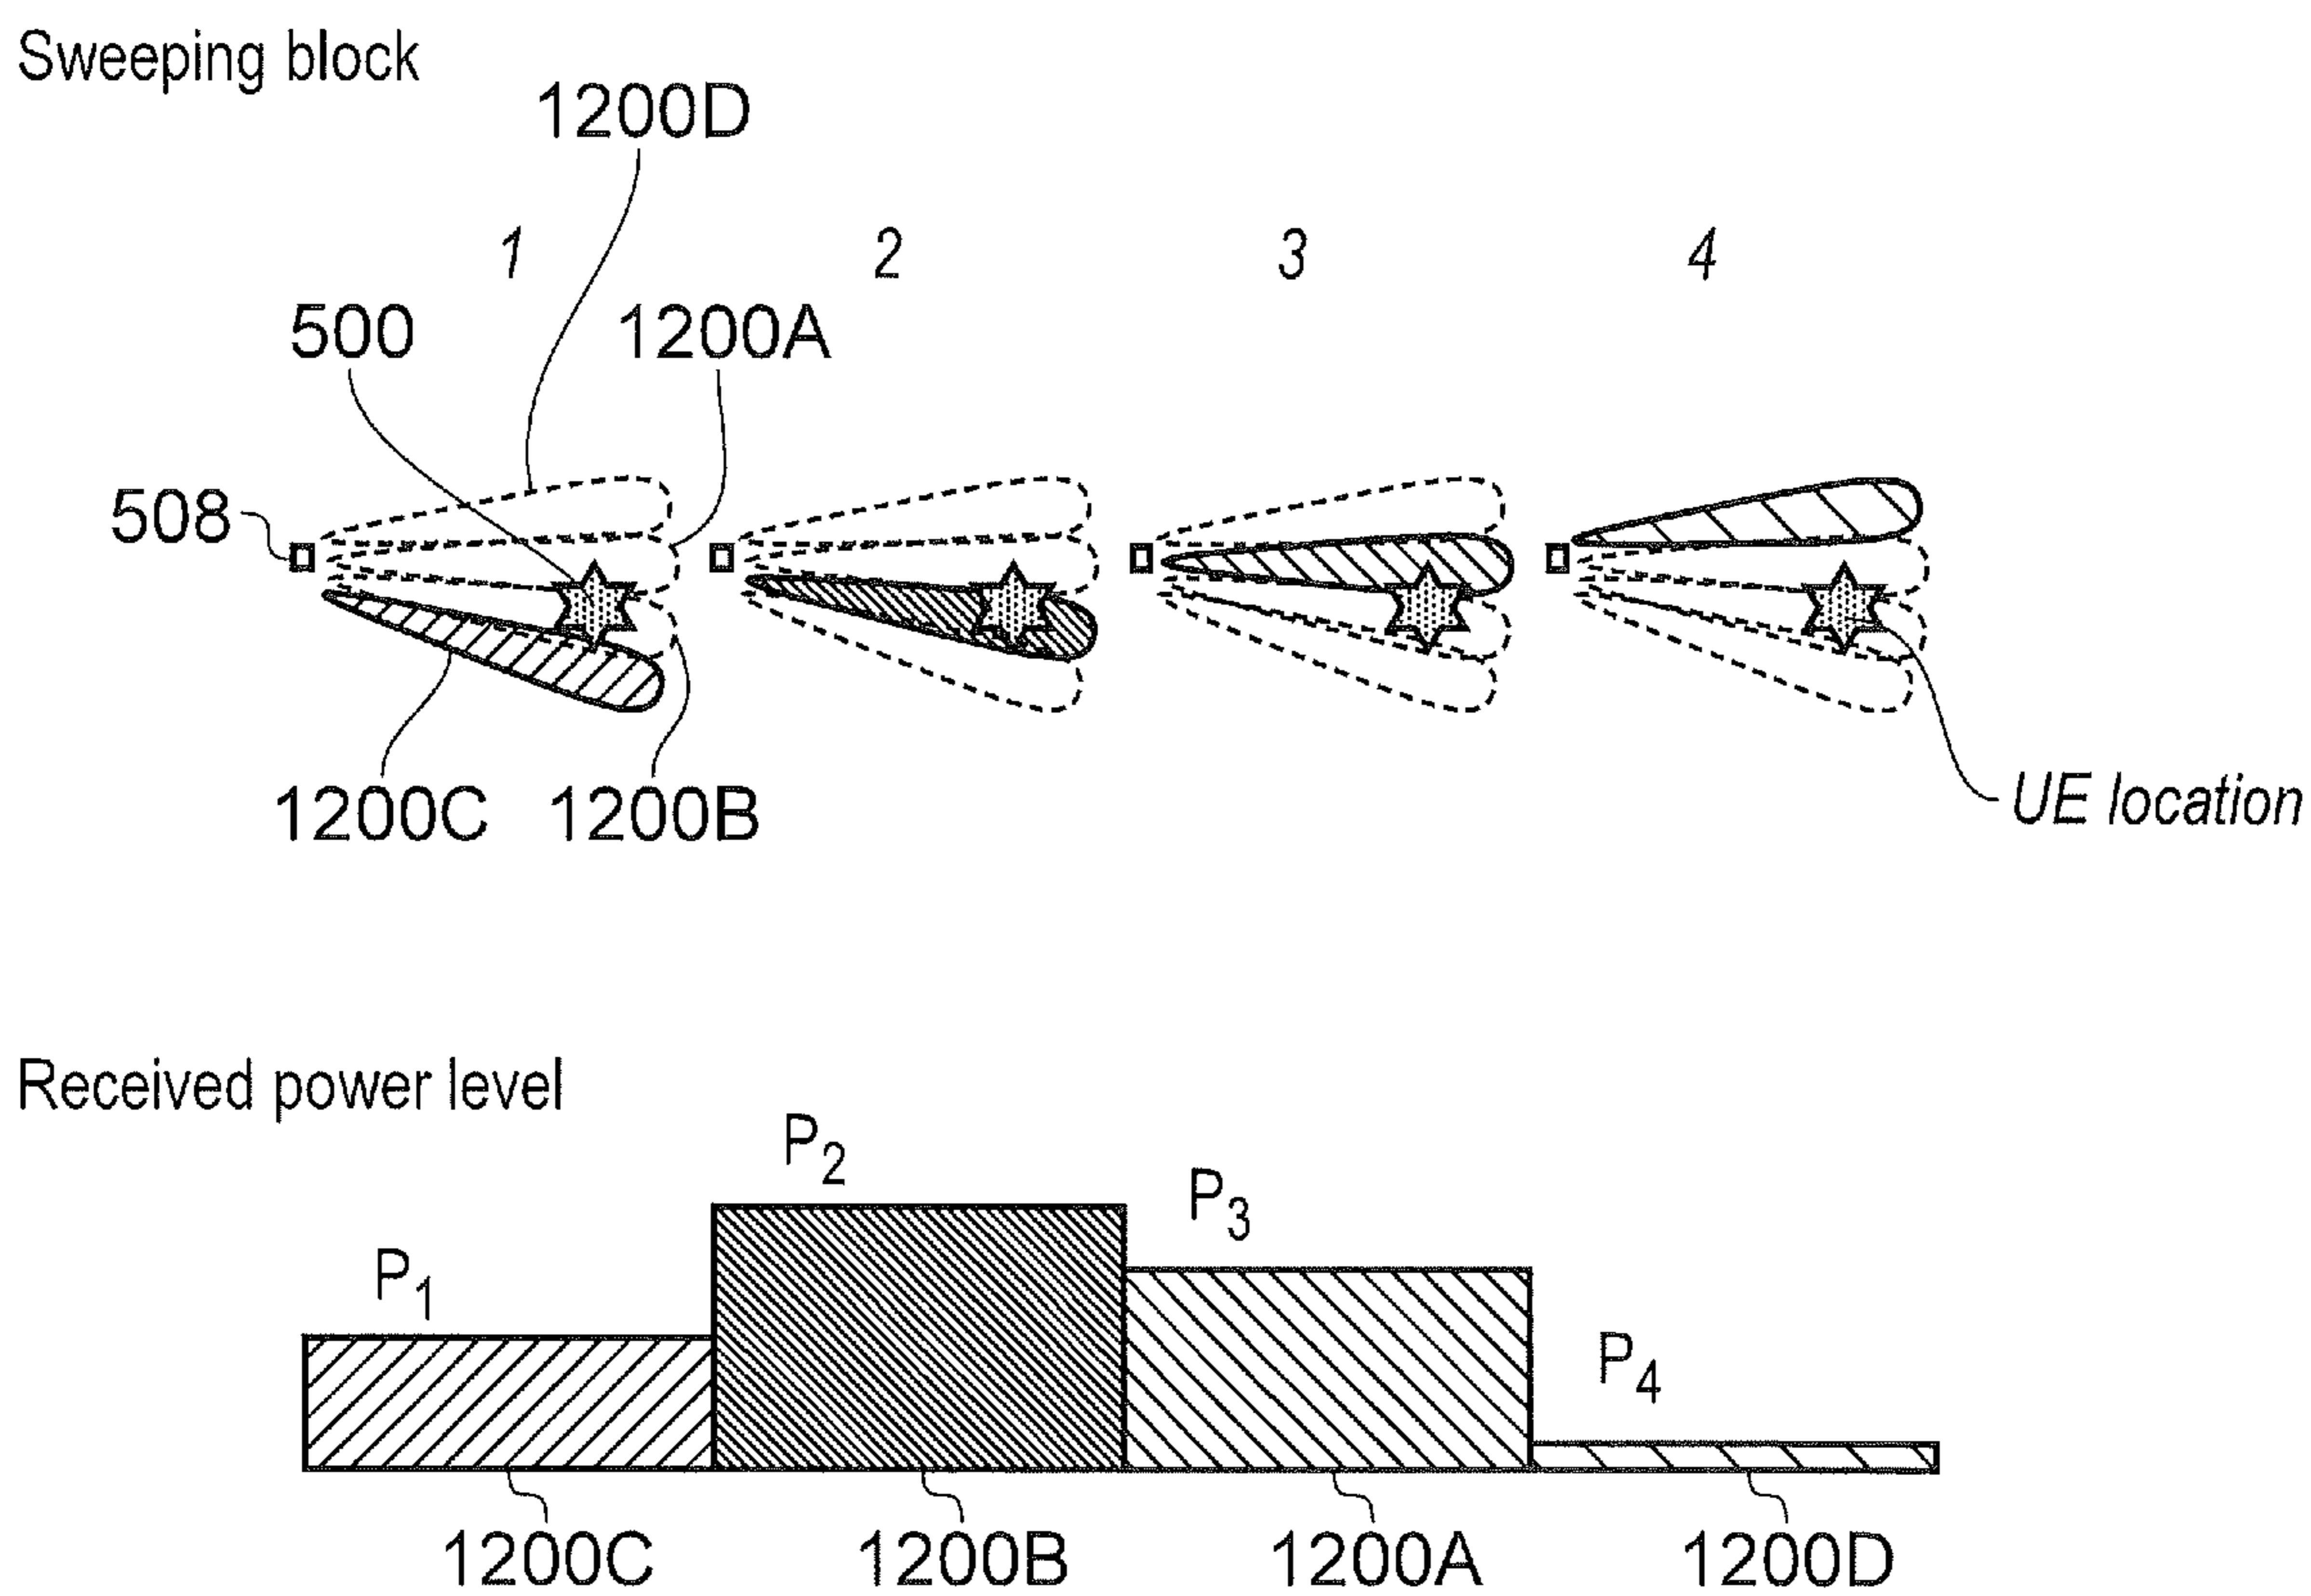 Sweeping block
1200D
1 2 3 4
500 1200A
508
1200C 1200B
UE location
Received power level
P2
P3
P1
P4
1200C 1200B 1200A 1200D